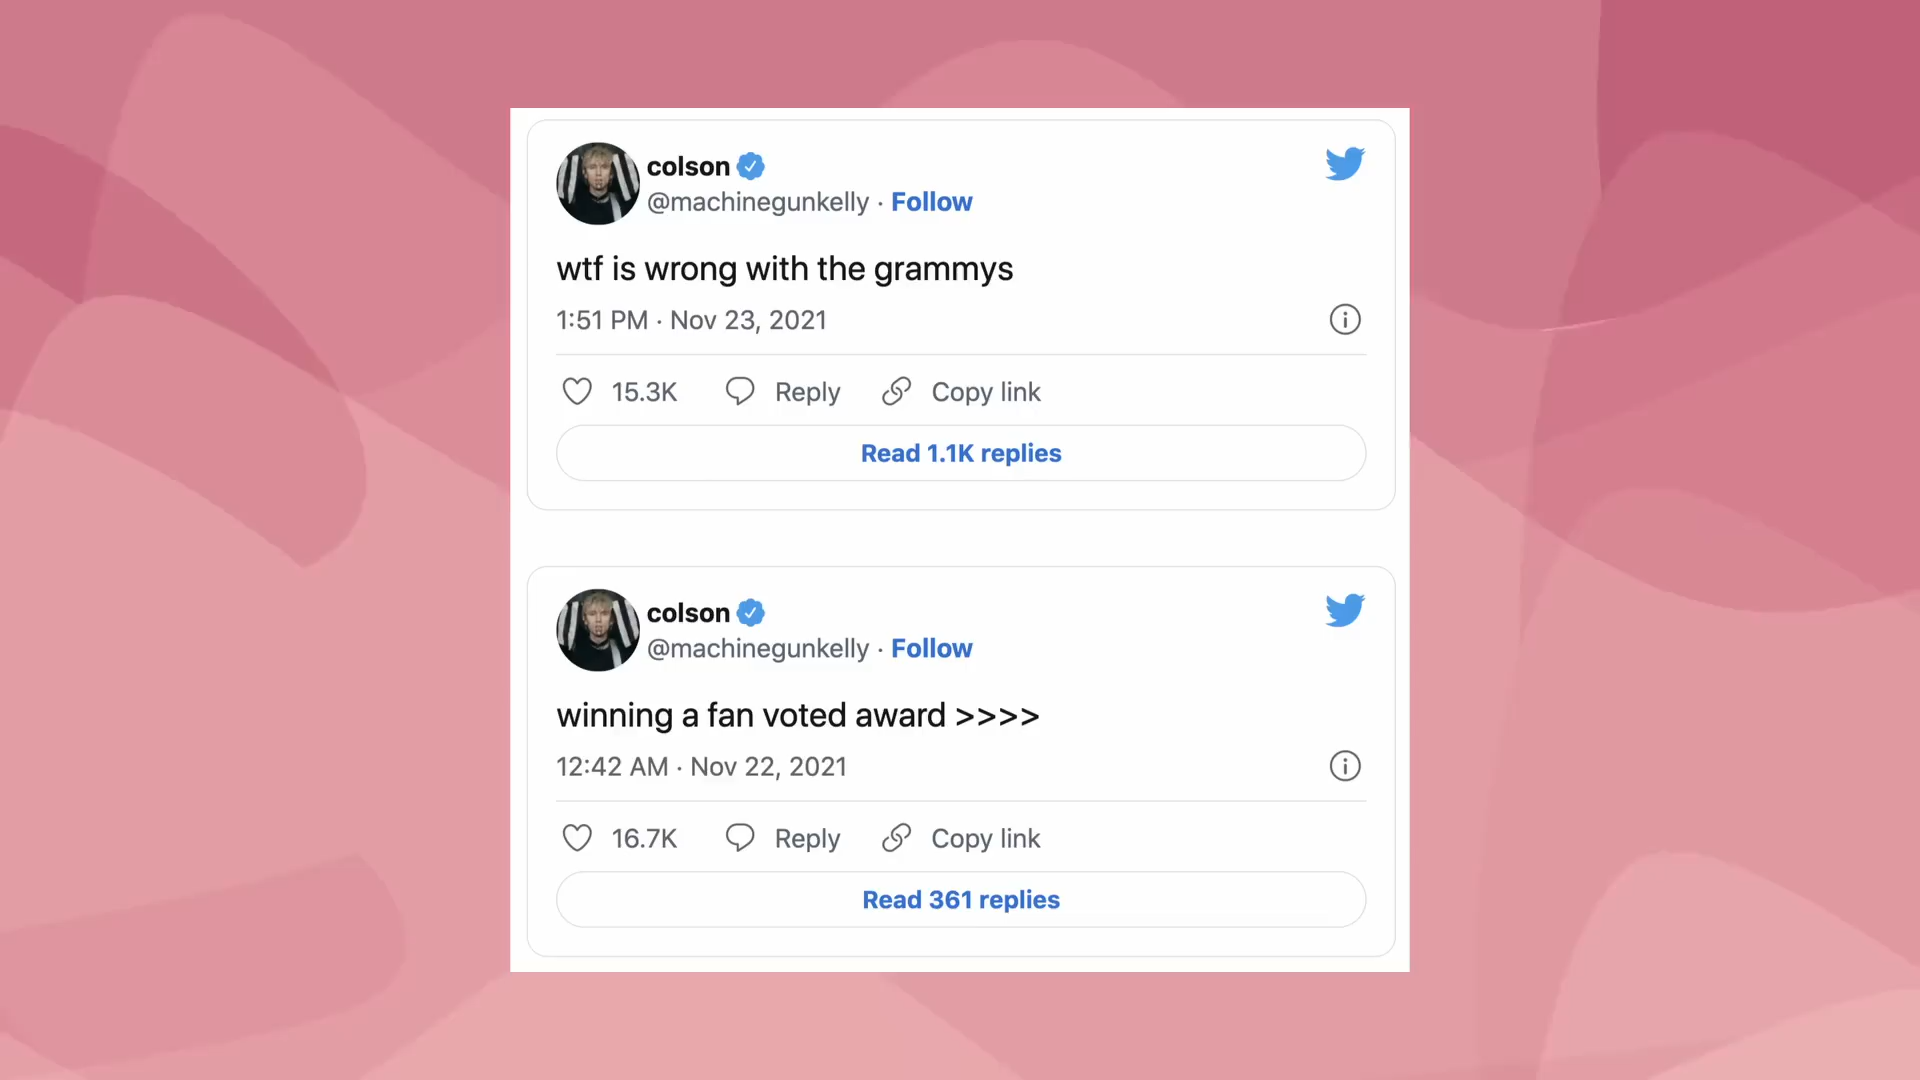 colson
@machinegunkelly · Follow
wtf is wrong with the grammys
1:51 PM · Nov 23, 2021
15.3K Reply Copy link
Read 1.1K replies
colson
@machinegunkelly · Follow
winning a fan voted award >>>>
12:42 AM · Nov 22, 2021
16.7K Reply Copy link
Read 361 replies